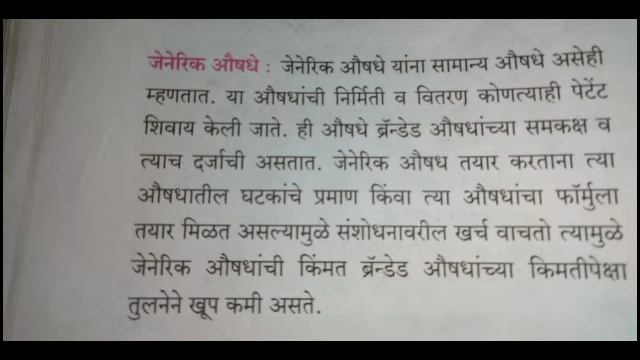 जेनेरिक औषधे : जेनेरिक औषधे यांना सामान्य औषधे असेही
म्हणतात. या औषधांची निर्मिती व वितरण कोणत्याही पेटेंट
शिवाय केली जाते. ही औषधे ब्रॅन्डेड औषधांच्या समकक्ष व
त्याच दर्जाची असतात. जेनेरिक औषध तयार करताना त्या
औषधातील घटकांचे प्रमाण किंवा त्या औषधांचा फॉर्मुला
तयार मिळत असल्यामुळे संशोधनावरील खर्च वाचतो त्यामुळे
जेनेरिक औषधांची किंमत ब्रॅन्डेड औषधांच्या किमतीपेक्षा
तुलनेने खूप कमी असते.